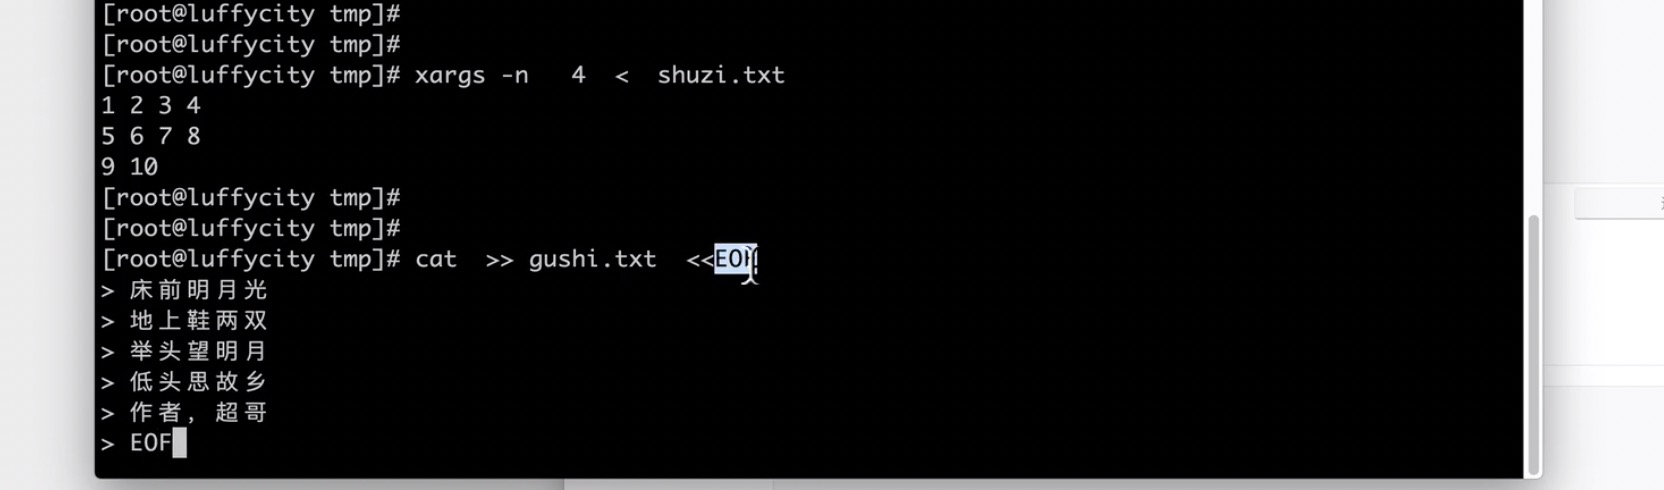 [root@luffycity tmp]#
[root@luffycity tmp]#
[root@luffycity tmp]# xargs -n   4  <  shuzi.txt
1 2 3 4
5 6 7 8
9 10
[root@luffycity tmp]#
[root@luffycity tmp]#
[root@luffycity tmp]# cat  >> gushi.txt  <<EOF
> 床前明月光
> 地上鞋两双
> 举头望明月
> 低头思故乡
> 作者，超哥
> EOF